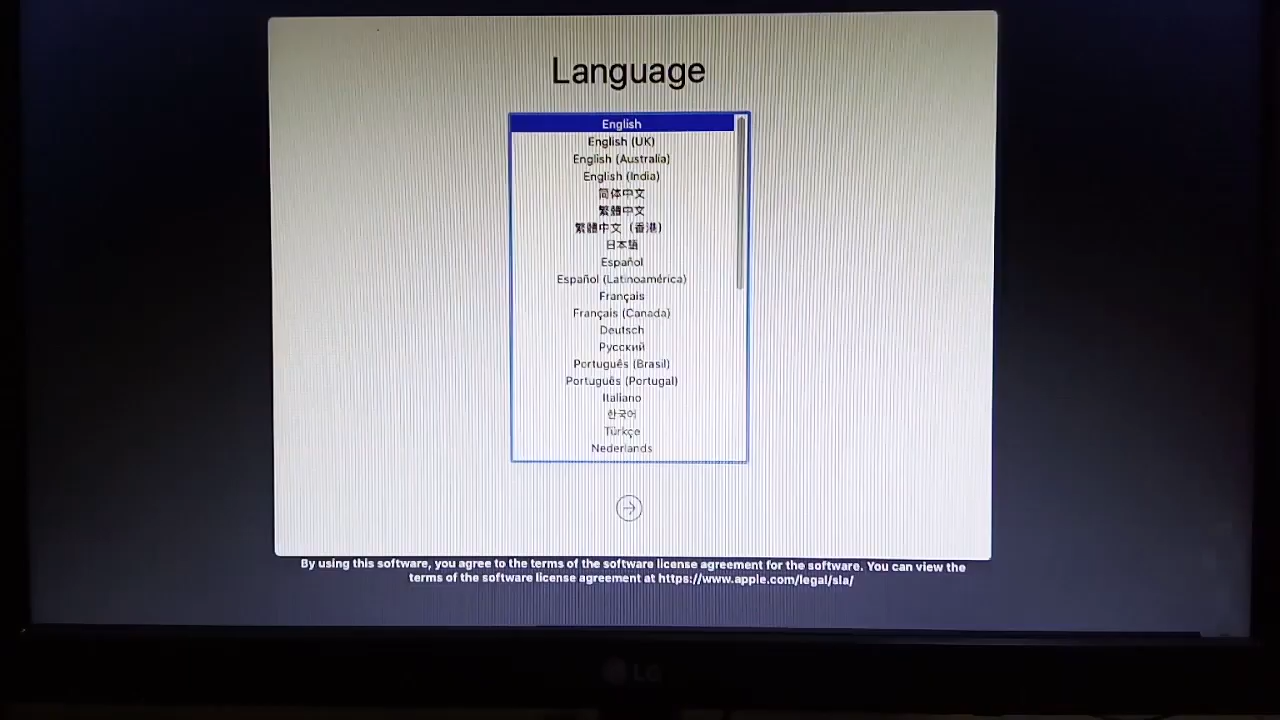 Language
English
English (UK)
English (Australia)
English (India)
简体中文
繁體中文
繁體中文（香港）
日本語
Español
Español (Latinoamérica)
Français
Français (Canada)
Deutsch
Русский
Português (Brasil)
Português (Portugal)
Italiano
한국어
Türkçe
Nederlands
By using this software, you agree to the terms of the software license agreement for the software. You can view the
terms of the software license agreement at https://www.apple.com/legal/sla/
LG